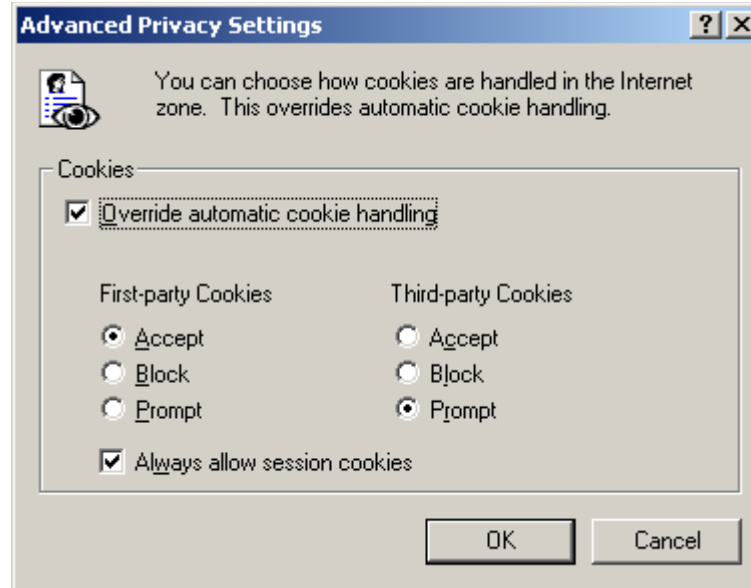 Advanced Privacy Settings
You can choose how cookies are handled in the Internet
zone. This overrides automatic cookie handling.
Cookies
Override automatic cookie handling
First-party Cookies
Accept
Block
Prompt
Third-party Cookies
Accept
Block
Prompt
Always allow session cookies
OK
Cancel